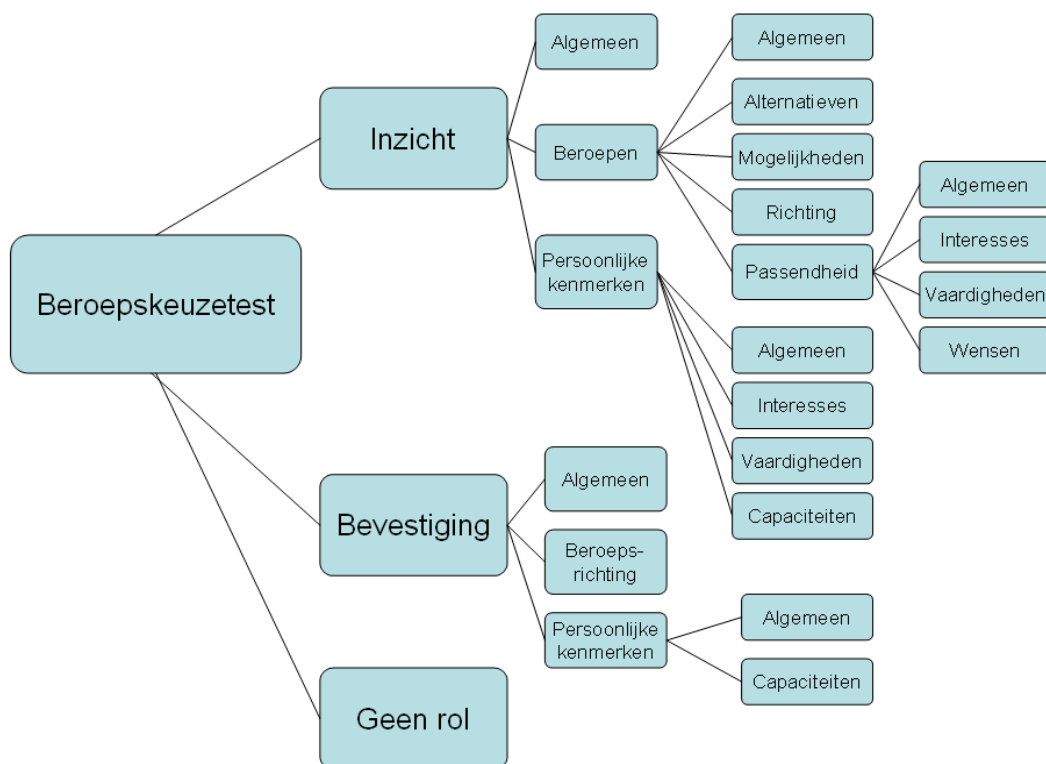 Beroepskeuzetest
Inzicht
Algemeen
Beroepen
Algemeen
Alternatieven
Mogelijkheden
Richting
Passendheid
Algemeen
Interesses
Vaardigheden
Wensen
Persoonlijke
kenmerken
Algemeen
Interesses
Vaardigheden
Capaciteiten
Bevestiging
Algemeen
Beroeps-
richting
Persoonlijke
kenmerken
Algemeen
Capaciteiten
Geen rol